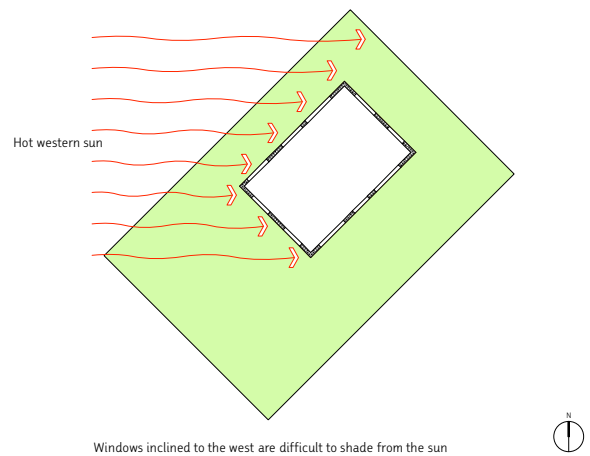 Hot western sun
N
Windows inclined to the west are difficult to shade from the sun